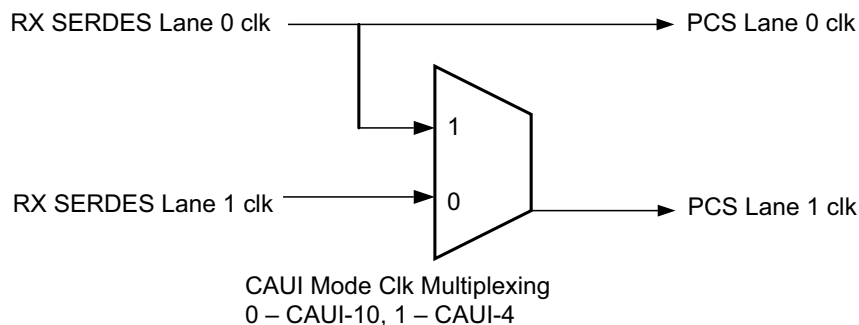 RX SERDES Lane 0 clk
PCS Lane 0 clk
1
RX SERDES Lane 1 clk
0
PCS Lane 1 clk
CAUI Mode Clk Multiplexing
0 – CAUI-10, 1 – CAUI-4